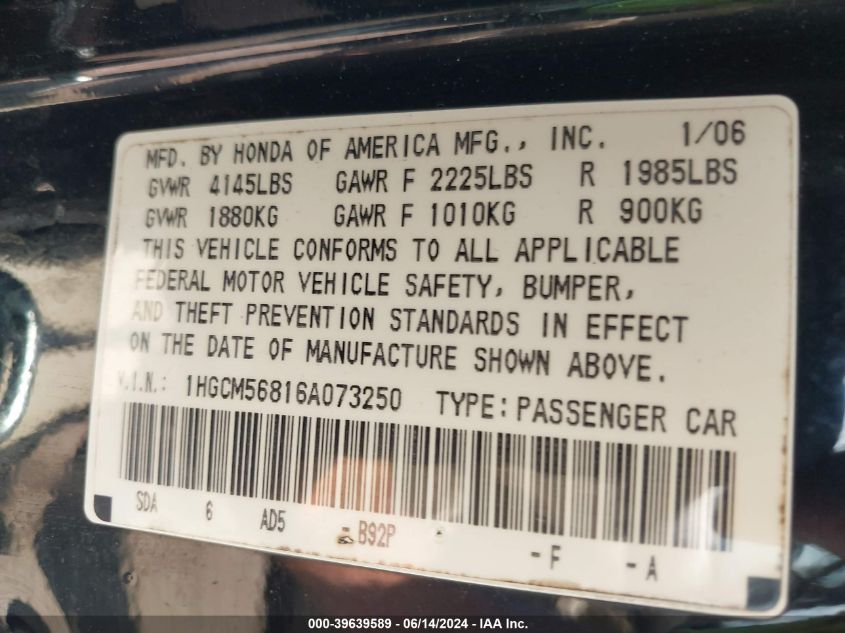 MFD. BY HONDA OF AMERICA MFG., INC. 1/06
GVWR 4145LBS GAWR F 2225LBS R 1985LBS
GVWR 1880KG GAWR F 1010KG R 900KG
THIS VEHICLE CONFORMS TO ALL APPLICABLE
FEDERAL MOTOR VEHICLE SAFETY, BUMPER,
AND THEFT PREVENTION STANDARDS IN EFFECT
ON THE DATE OF MANUFACTURE SHOWN ABOVE.
V.I.N.: 1HGCM56816A073250 TYPE: PASSENGER CAR
SDA 6 AD5 - B92P - F - A
000-39639589 - 06/14/2024 - IAA Inc.